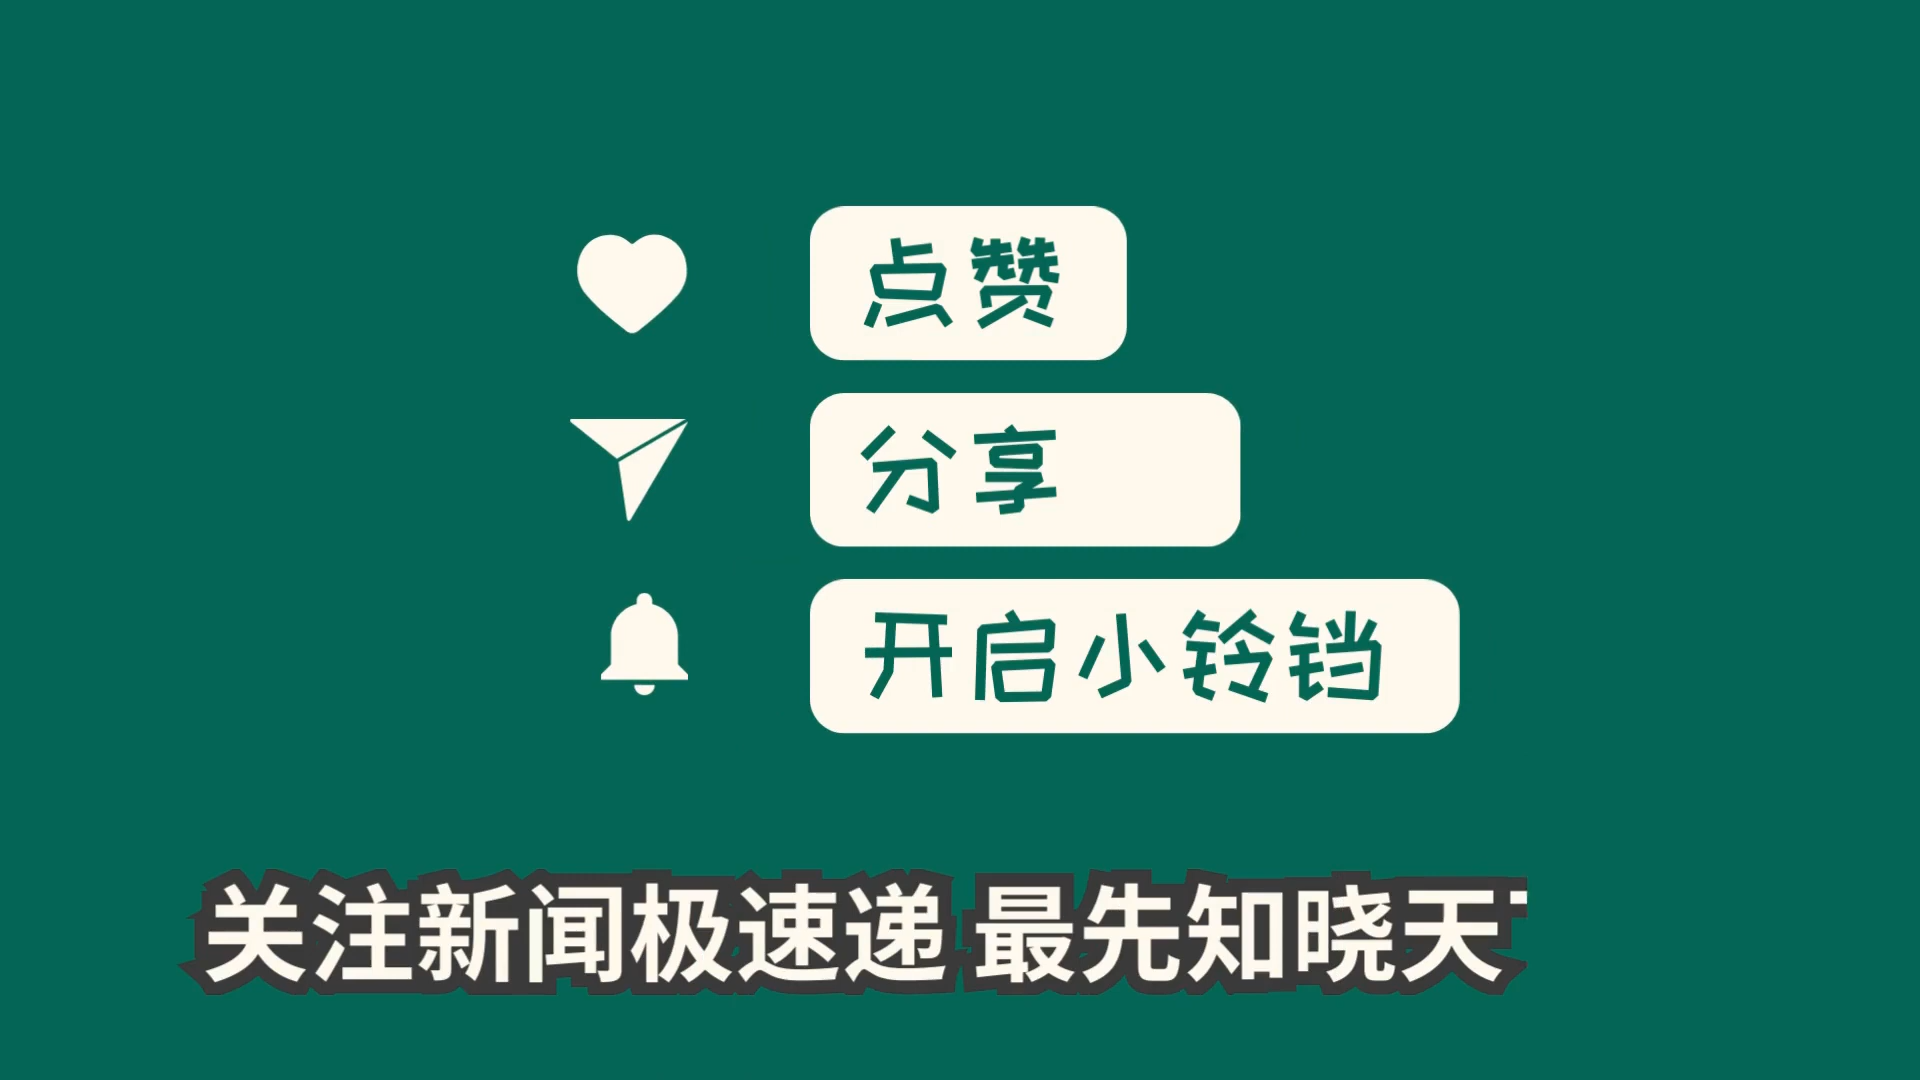 点赞
分享
开启小铃铛
关注新闻极速递 最先知晓天